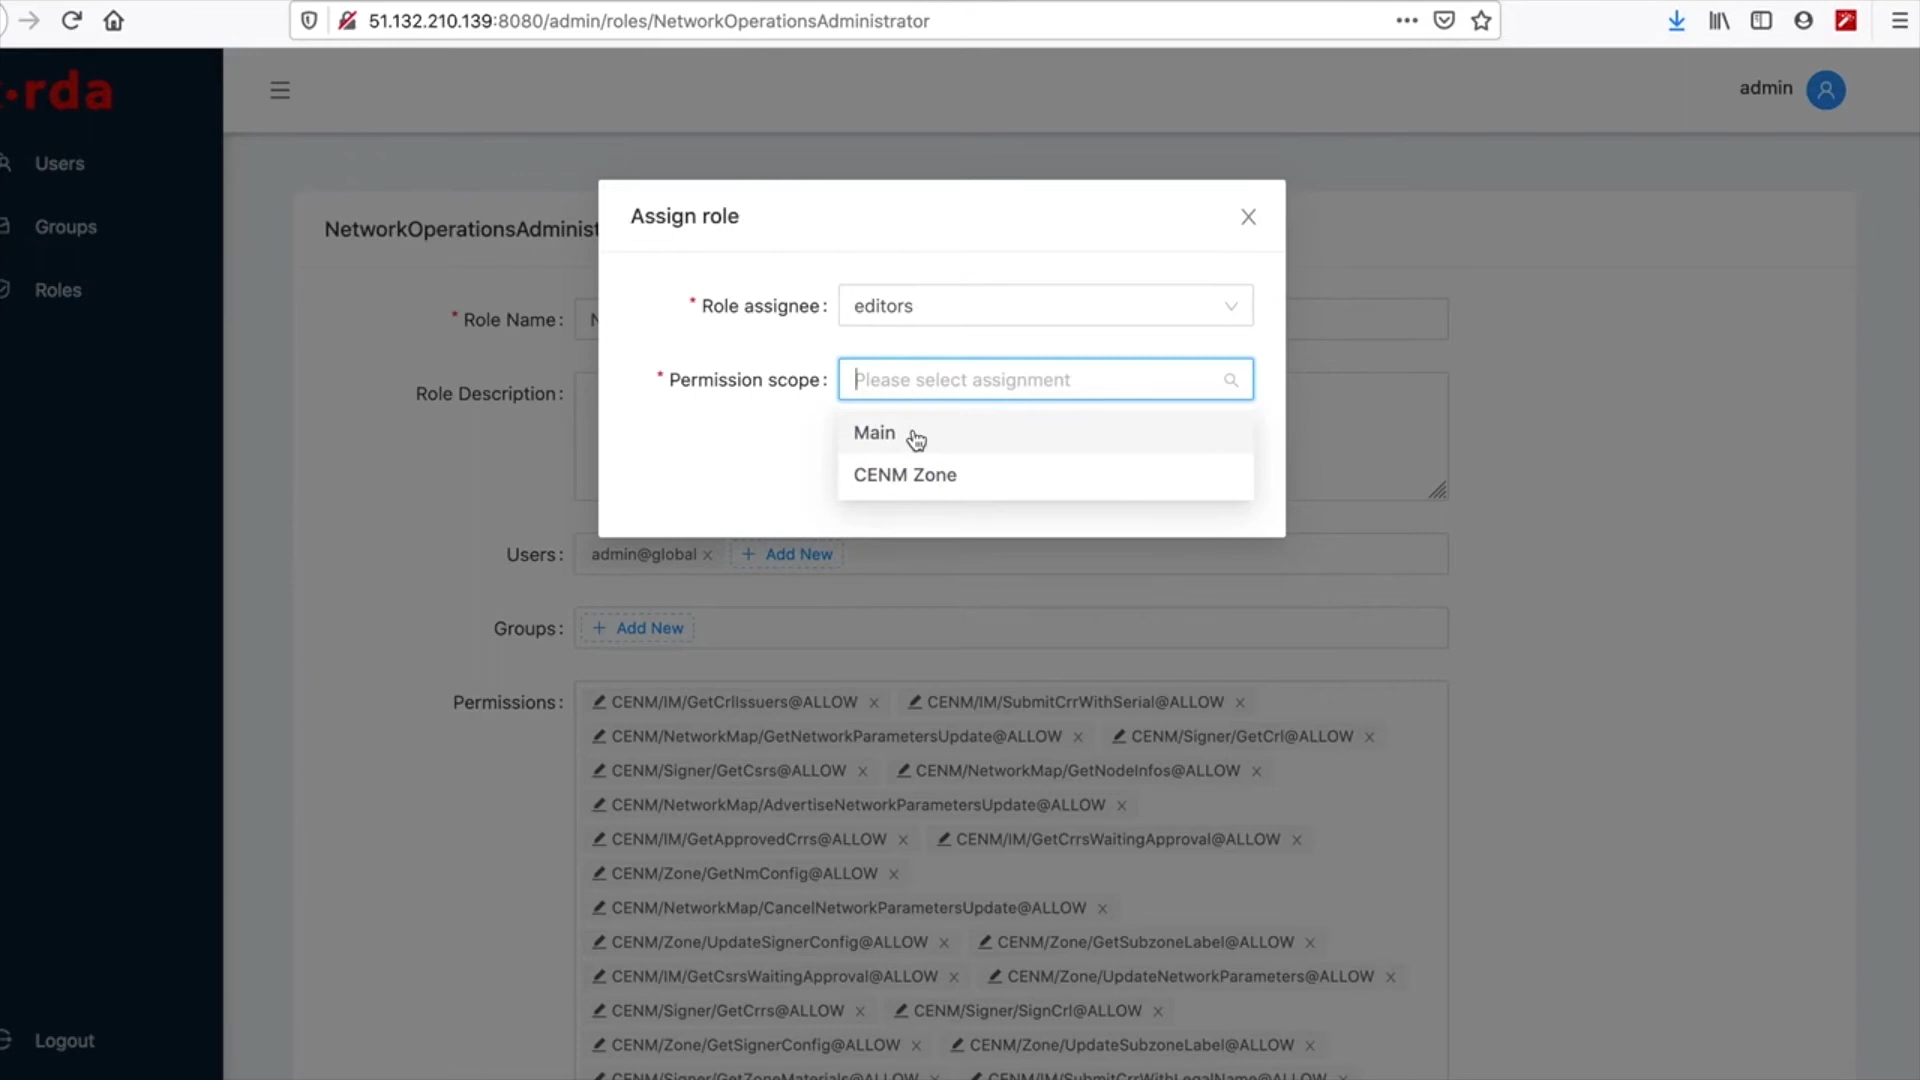 51.132.210.139:8080/admin/roles/NetworkOperationsAdministrator
rda
admin
Users
Groups
Roles
Logout
NetworkOperationsAdminist
* Role Name:
Role Description:
Assign role
* Role assignee: editors
* Permission scope: Please select assignment
Main
CENM Zone
Users: admin@global × + Add New
Groups: + Add New
Permissions: CENM/IM/GetCrlIssuers@ALLOW × CENM/IM/SubmitCrrWithSerial@ALLOW ×
CENM/NetworkMap/GetNetworkParametersUpdate@ALLOW × CENM/Signer/GetCrl@ALLOW ×
CENM/Signer/GetCsrs@ALLOW × CENM/NetworkMap/GetNodeInfos@ALLOW ×
CENM/NetworkMap/AdvertiseNetworkParametersUpdate@ALLOW ×
CENM/IM/GetApprovedCrrs@ALLOW × CENM/IM/GetCrrsWaitingApproval@ALLOW ×
CENM/Zone/GetNmConfig@ALLOW ×
CENM/NetworkMap/CancelNetworkParametersUpdate@ALLOW ×
CENM/Zone/UpdateSignerConfig@ALLOW × CENM/Zone/GetSubzoneLabel@ALLOW ×
CENM/IM/GetCsrsWaitingApproval@ALLOW × CENM/Zone/UpdateNetworkParameters@ALLOW ×
CENM/Signer/GetCrrs@ALLOW × CENM/Signer/SignCrl@ALLOW ×
CENM/Zone/GetSignerConfig@ALLOW × CENM/Zone/UpdateSubzoneLabel@ALLOW ×
CENM/Signer/GetZoneMaterials@ALLOW CENM/IM/SubmitCrrWithLegalName@ALLOW